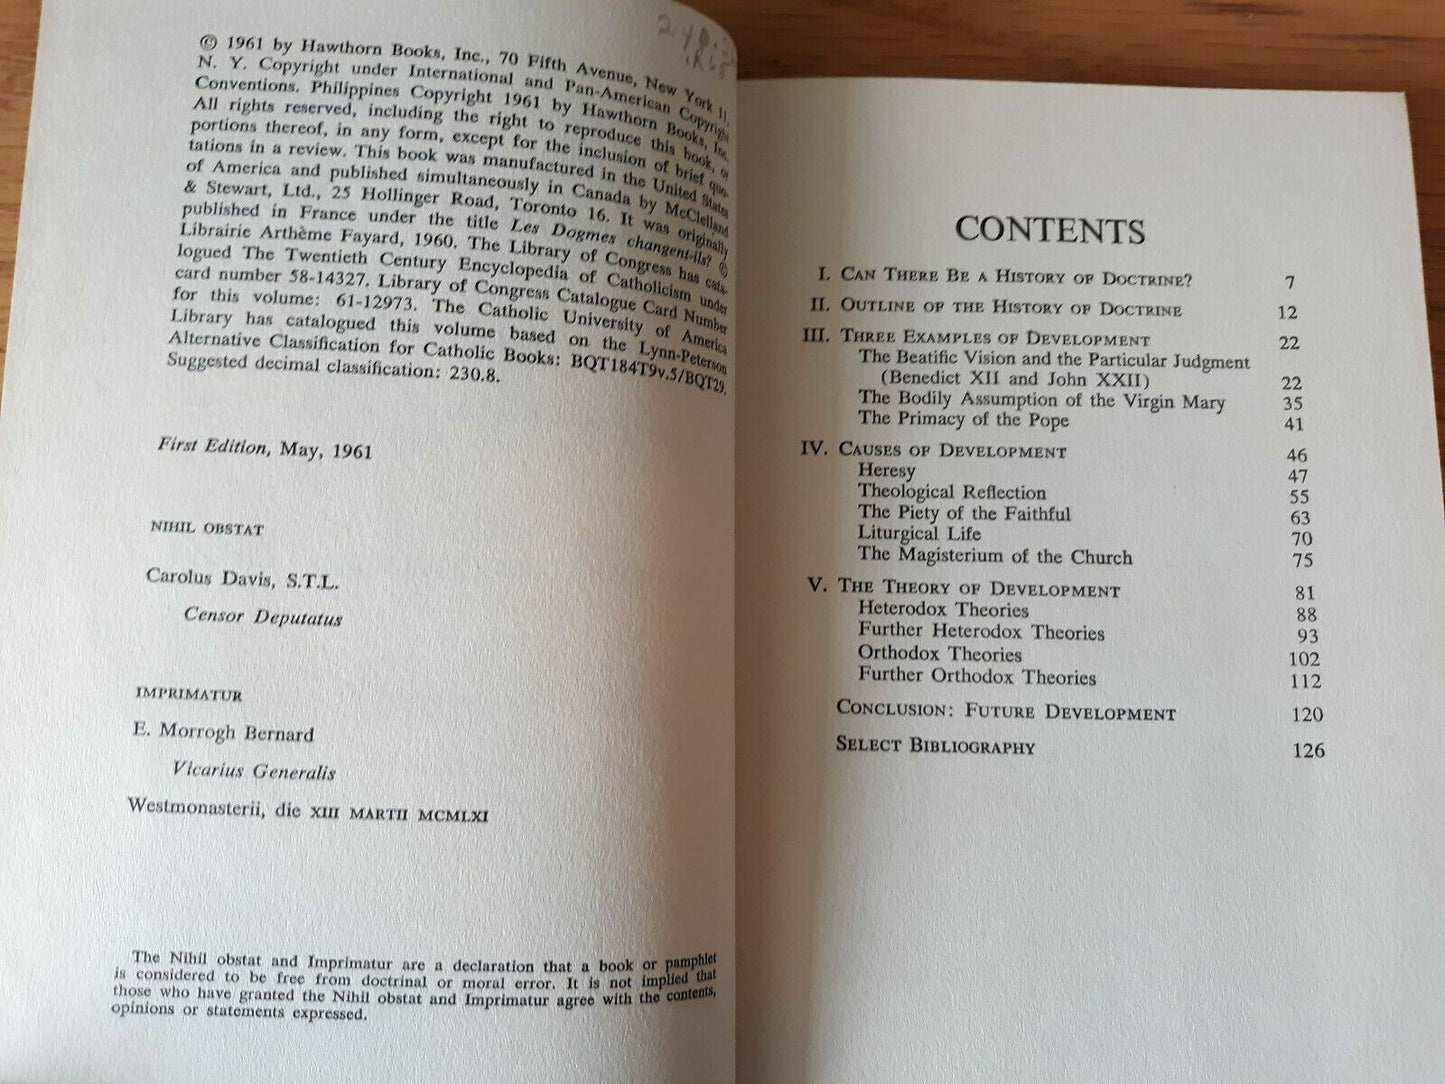 © 1961 by Hawthorn Books, Inc., 70 Fifth Avenue, New York 11,
N. Y. Copyright under International and Pan-American Copyright
Conventions. Philippines Copyright 1961 by Hawthorn Books, Inc.
All rights reserved, including the right to reproduce this book, or
portions thereof, in any form, except for the inclusion of brief quo-
tations in a review. This book was manufactured in the United States
of America and published simultaneously in Canada by McClelland
& Stewart, Ltd., 25 Hollinger Road, Toronto 16. It was originally
published in France under the title Les Dogmes changent-ils? ©
Librairie Arthème Fayard, 1960. The Library of Congress has cata-
logued The Twentieth Century Encyclopedia of Catholicism under
card number 58-14327. Library of Congress Catalogue Card Number
for this volume: 61-12973. The Catholic University of America
Library has catalogued this volume based on the Lynn-Peterson
Alternative Classification for Catholic Books: BQT184T9v.5/BQT29.
Suggested decimal classification: 230.8.
First Edition, May, 1961
NIHIL OBSTAT
Carolus Davis, S.T.L.
Censor Deputatus
IMPRIMATUR
E. Morrogh Bernard
Vicarius Generalis
Westmonasterii, die XIII MARTII MCMLXI
The Nihil obstat and Imprimatur are a declaration that a book or pamphlet
is considered to be free from doctrinal or moral error. It is not implied that
those who have granted the Nihil obstat and Imprimatur agree with the contents,
opinions or statements expressed.
CONTENTS
I. CAN THERE BE A HISTORY OF DOCTRINE? 7
II. OUTLINE OF THE HISTORY OF DOCTRINE 12
III. THREE EXAMPLES OF DEVELOPMENT 22
The Beatific Vision and the Particular Judgment
(Benedict XII and John XXII) 22
The Bodily Assumption of the Virgin Mary 35
The Primacy of the Pope 41
IV. CAUSES OF DEVELOPMENT 46
Heresy 47
Theological Reflection 55
The Piety of the Faithful 63
Liturgical Life 70
The Magisterium of the Church 75
V. THE THEORY OF DEVELOPMENT 81
Heterodox Theories 88
Further Heterodox Theories 93
Orthodox Theories 102
Further Orthodox Theories 112
CONCLUSION: FUTURE DEVELOPMENT 120
SELECT BIBLIOGRAPHY 126